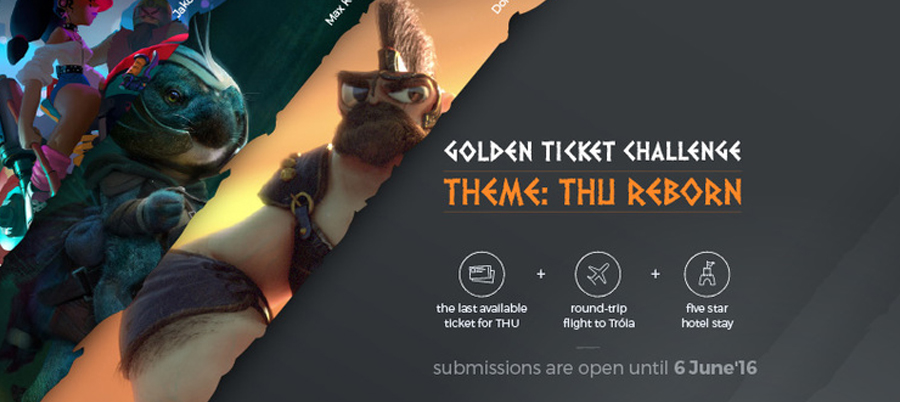 Max
GOLDEN TICKET CHALLENGE
THEME: THU REBORN
the last available
ticket for THU
+
round-trip
flight to Tróia
+
five star
hotel stay
submissions are open until 6 June'16